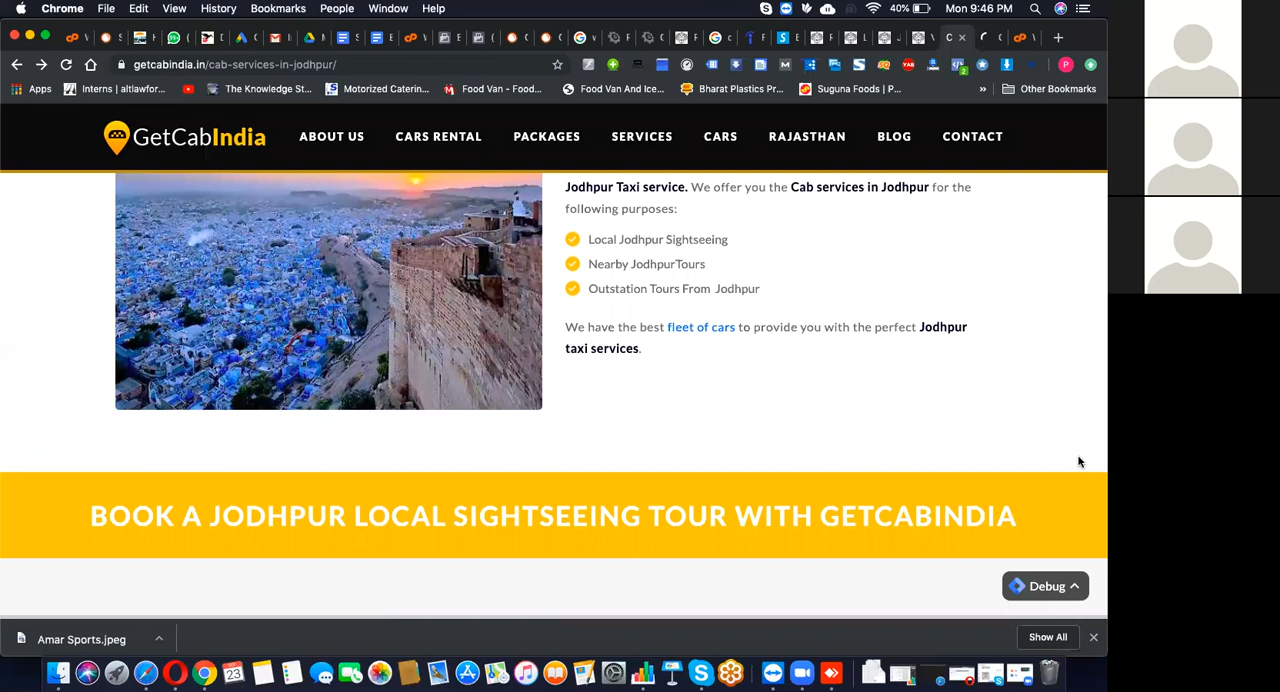 Chrome File Edit View History Bookmarks People Window Help 40% Mon 9:46 PM
getcabindia.in/cab-services-in-jodhpur/
Apps Interns | altlawfor... The Knowledge St... Motorized Caterin... Food Van - Food... Food Van And Ice... Bharat Plastics Pr... Suguna Foods | P... » Other Bookmarks
GetCabIndia ABOUT US CARS RENTAL PACKAGES SERVICES CARS RAJASTHAN BLOG CONTACT
Jodhpur Taxi service. We offer you the Cab services in Jodhpur for the
following purposes:
Local Jodhpur Sightseeing
Nearby JodhpurTours
Outstation Tours From Jodhpur
We have the best fleet of cars to provide you with the perfect Jodhpur
taxi services.
BOOK A JODHPUR LOCAL SIGHTSEEING TOUR WITH GETCABINDIA
Debug
Amar Sports.jpeg Show All